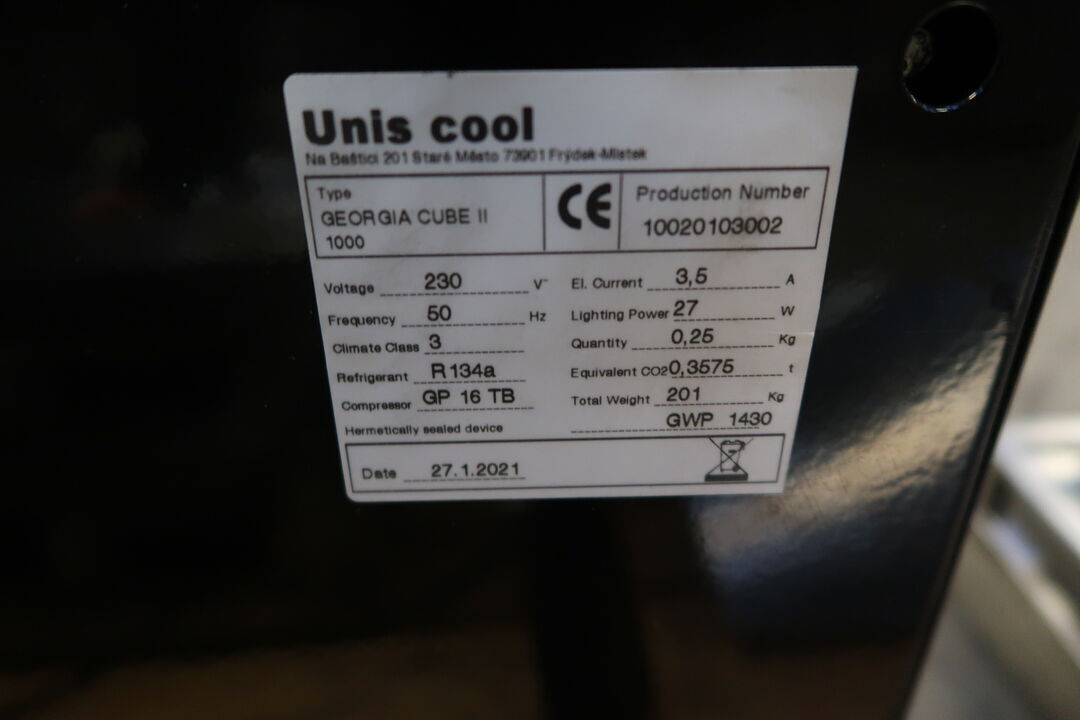 Unis cool
Na Baštici 201 Staré Město 73901 Frýdek-Místek
Type
GEORGIA CUBE II
1000
CE
Production Number
10020103002
Voltage 230 V~
El. Current 3,5 A
Frequency 50 Hz
Lighting Power 27 W
Climate Class 3
Quantity 0,25 Kg
Refrigerant R134a
Equivalent CO2 0,3575 t
Compressor GP 16 TB
Total Weight 201 Kg
Hermetically sealed device
GWP 1430
Date 27.1.2021